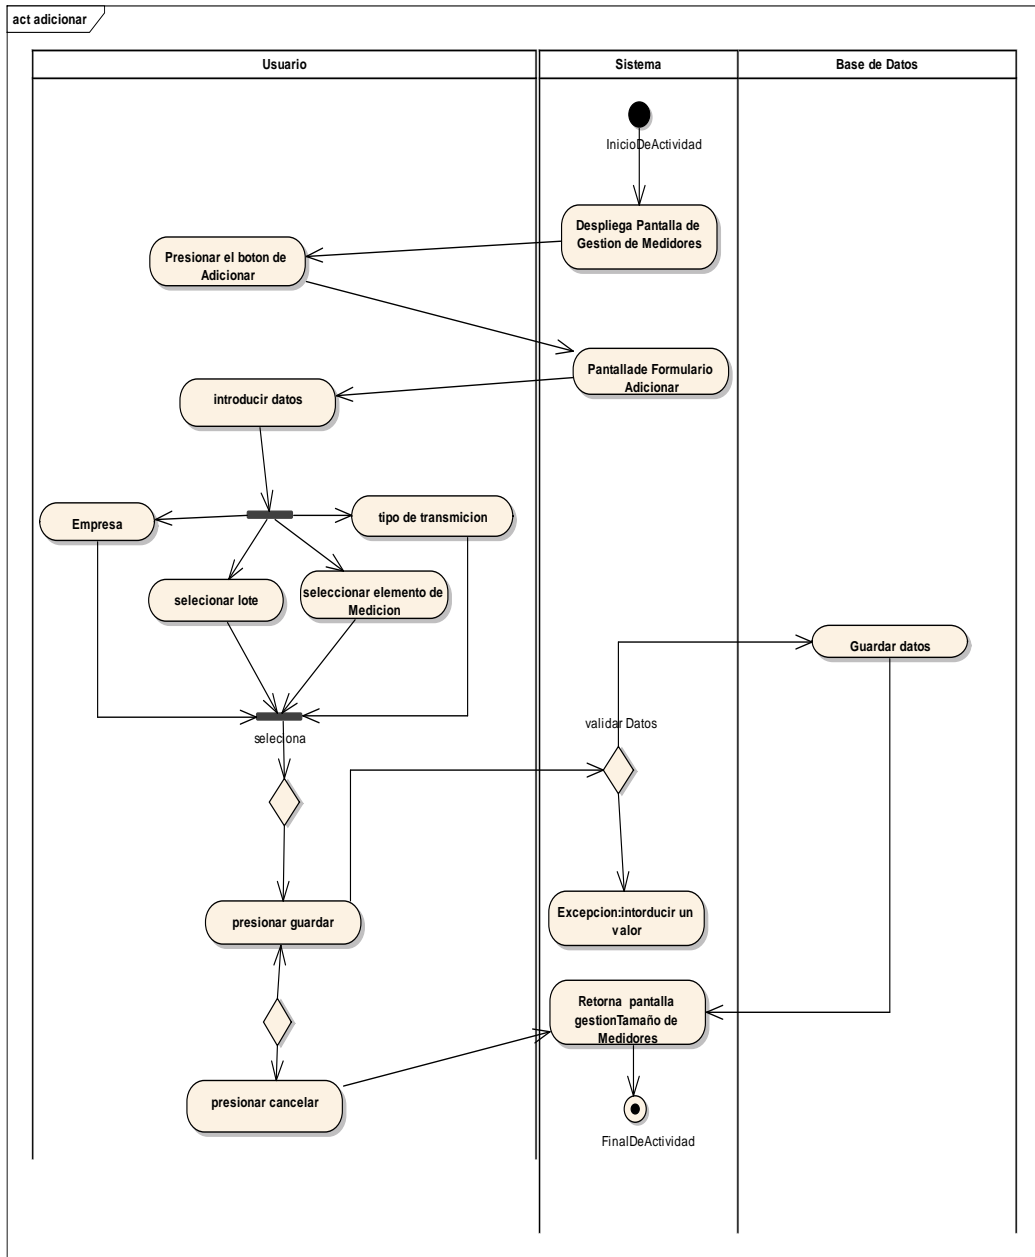 act adicionar
Usuario
Sistema
Base de Datos
InicioDeActividad
Despliega Pantalla de
Gestion de Medidores
Presionar el boton de
Adicionar
Pantallade Formulario
Adicionar
introducir datos
Empresa
tipo de transmicion
selecionar lote
seleccionar elemento de
Medicion
Guardar datos
validar Datos
seleciona
presionar guardar
Excepcion:intorducir un
valor
Retorna pantalla
gestionTamaño de
Medidores
presionar cancelar
FinalDeActividad